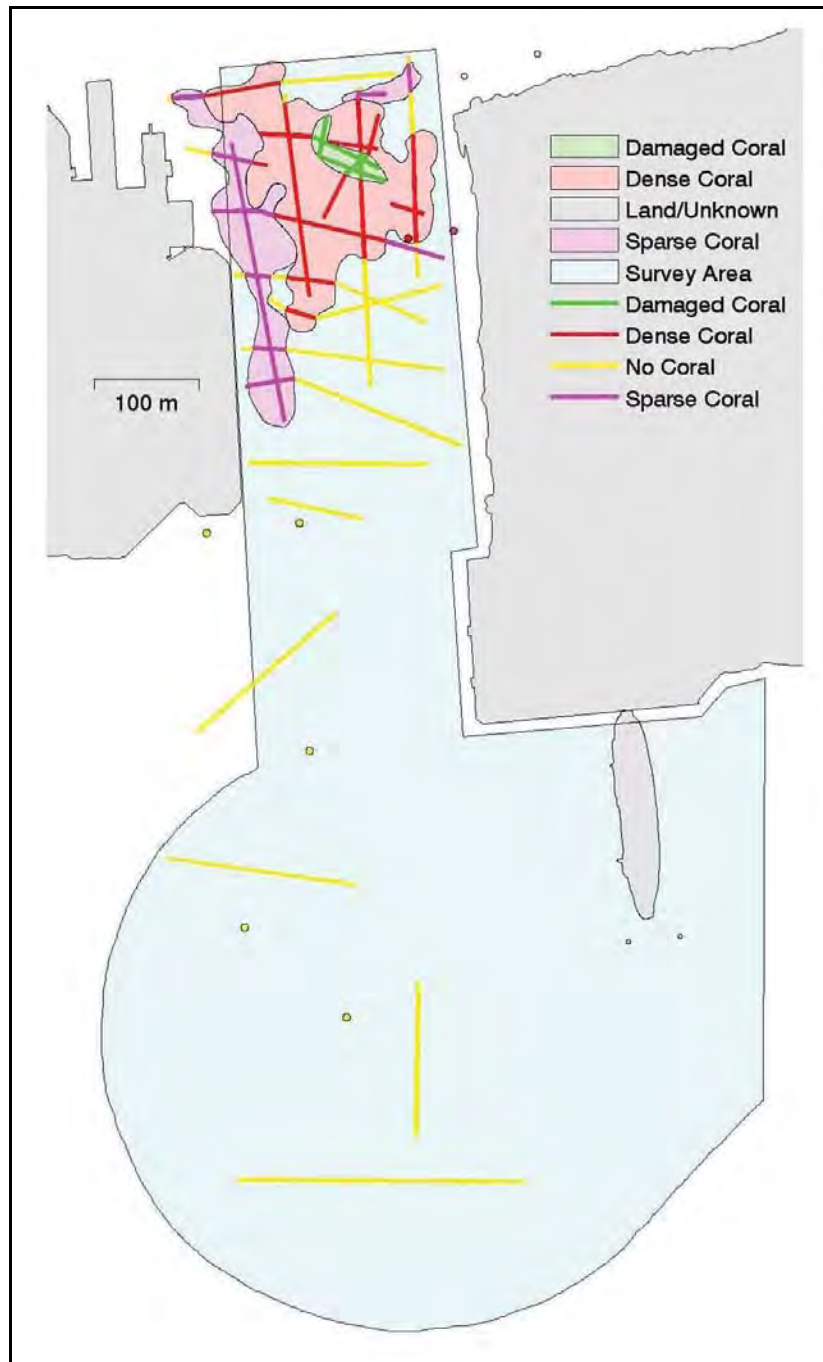 Damaged Coral
Dense Coral
Land/Unknown
Sparse Coral
Survey Area
Damaged Coral
Dense Coral
No Coral
Sparse Coral
100 m